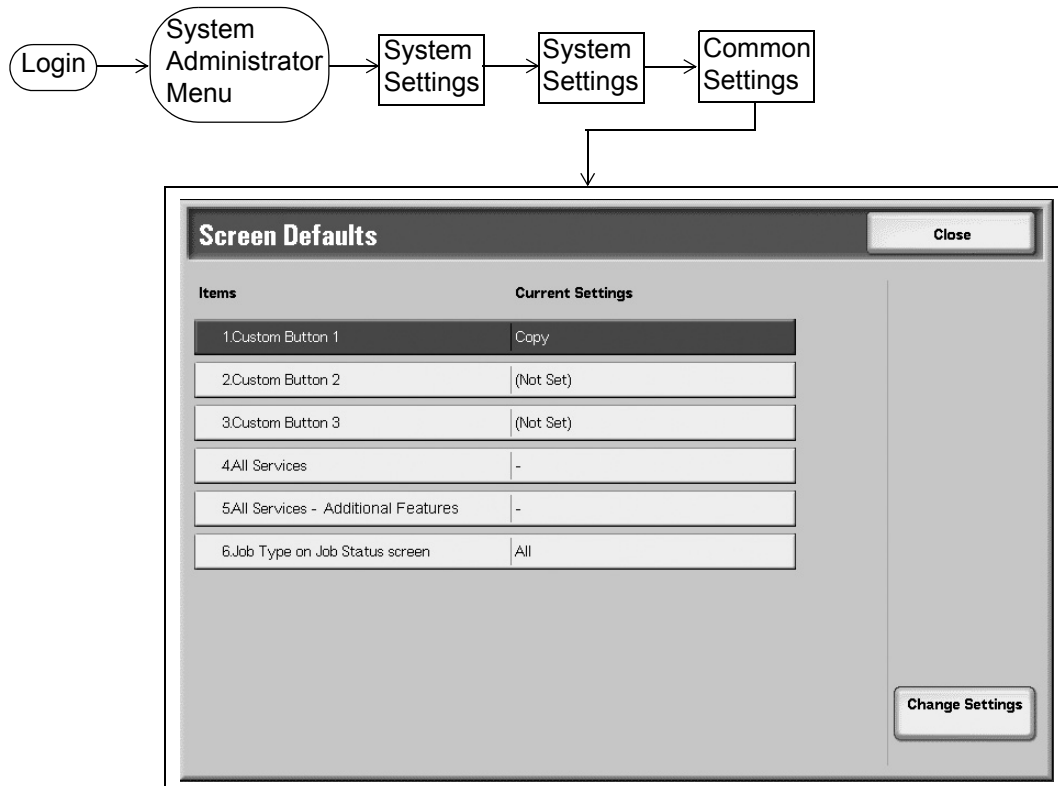 Login
System
Administrator
Menu
System
Settings
System
Settings
Common
Settings
Screen Defaults
Close
Items Current Settings
1.Custom Button 1 Copy
2.Custom Button 2 (Not Set)
3.Custom Button 3 (Not Set)
4.All Services -
5.All Services - Additional Features -
6.Job Type on Job Status screen All
Change Settings